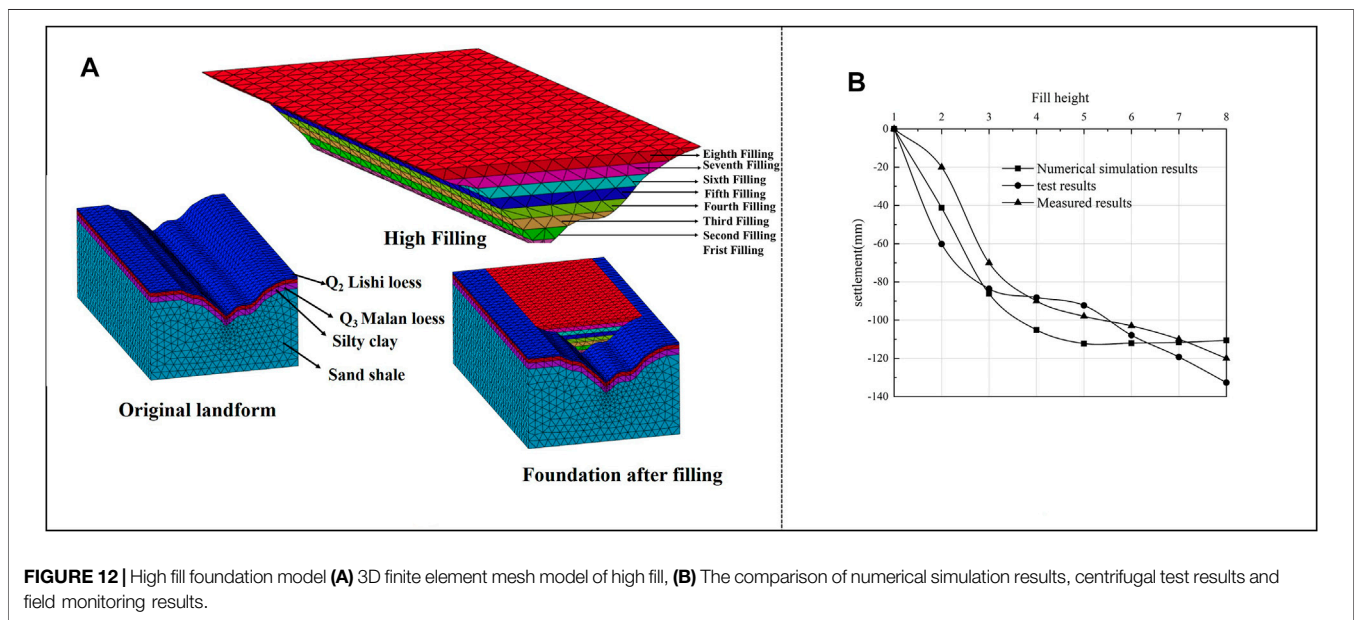 A
Eighth Filling
Seventh Filling
Sixth Filling
Fifth Filling
Fourth Filling
Third Filling
Second Filling
Frist Filling
High Filling
Q2 Lishi loess
Q3 Malan loess
Silty clay
Sand shale
Original landform
Foundation after filling
B
Fill height
1 2 3 4 5 6 7 8
0
-20
-40
-60
-80
-100
-120
-140
settlement(mm)
Numerical simulation results
test results
Measured results
FIGURE 12 | High fill foundation model (A) 3D finite element mesh model of high fill, (B) The comparison of numerical simulation results, centrifugal test results and
field monitoring results.